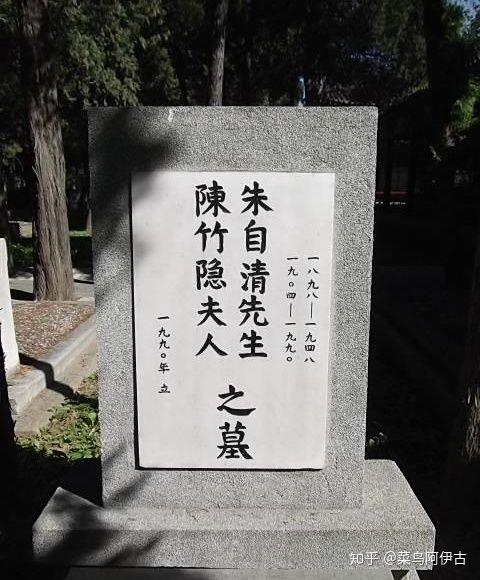 一八九八—一九四八
一九〇四—一九九〇
朱自清先生
陳竹隐夫人
之墓
一九九〇年 立
知乎 @菜鸟阿伊古